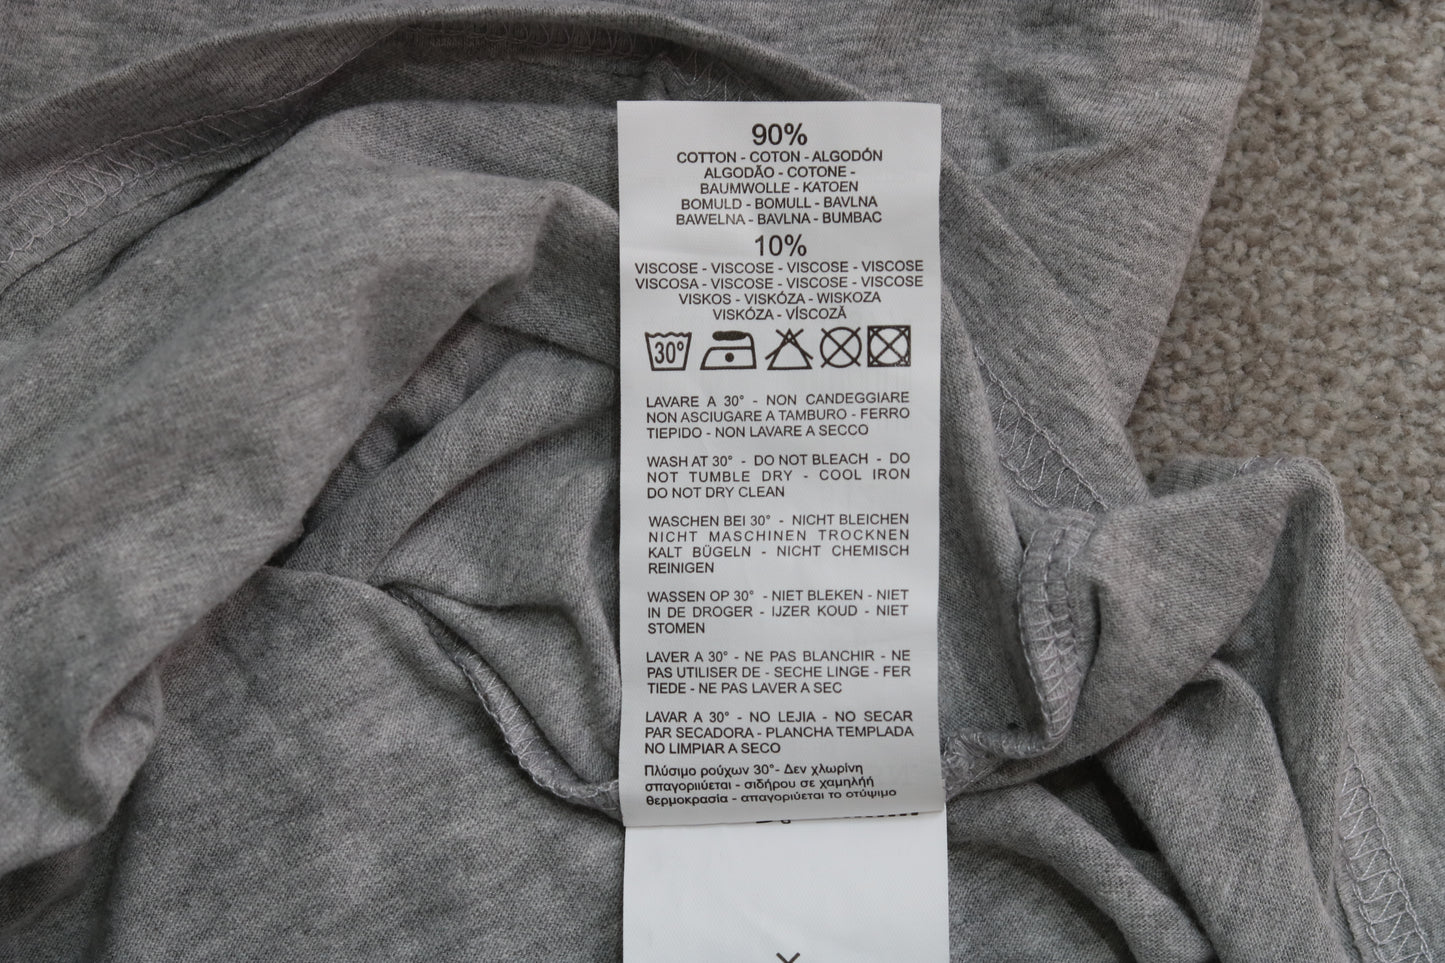 90%
COTTON - COTON - ALGODÓN
ALGODÃO - COTONE -
BAUMWOLLE - KATOEN
BOMULD - BOMULL - BAVLNA
BAWELNA - BAVLNA - BUMBAC
10%
VISCOSE - VISCOSE - VISCOSE - VISCOSE
VISCOSA - VISCOSE - VISCOSE - VISCOSE
VISKOS - VISKÓZA - WISKOZA
VISKÓZA - VÍSCOZĂ
30º
LAVARE A 30° - NON CANDEGGIARE
NON ASCIUGARE A TAMBURO - FERRO
TIEPIDO - NON LAVARE A SECCO
WASH AT 30° - DO NOT BLEACH - DO
NOT TUMBLE DRY - COOL IRON
DO NOT DRY CLEAN
WASCHEN BEI 30° - NICHT BLEICHEN
NICHT MASCHINEN TROCKNEN
KALT BÜGELN - NICHT CHEMISCH
REINIGEN
WASSEN OP 30° - NIET BLEKEN - NIET
IN DE DROGER - IJZER KOUD - NIET
STOMEN
LAVER A 30° - NE PAS BLANCHIR - NE
PAS UTILISER DE - SECHE LINGE - FER
TIEDE - NE PAS LAVER A SEC
LAVAR A 30° - NO LEJIA - NO SECAR
PAR SECADORA - PLANCHA TEMPLADA
NO LIMPIAR A SECO
Πλύσιμο ρούχων 30°- Δεν χλωρίνη
σπαγοριιύεται - σιδήρου σε χαμηλήή
θερμοκρασία - απαγοριύεται το οτύψιμο